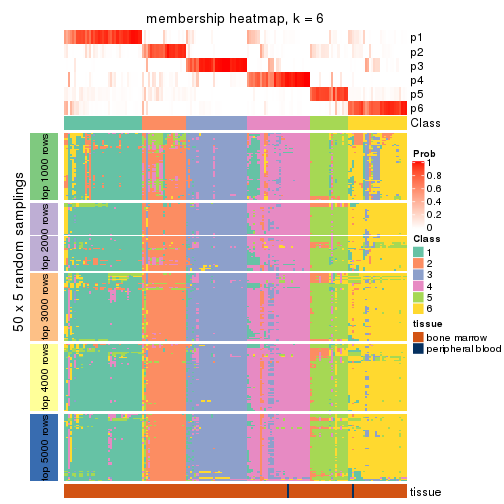 membership heatmap, k = 6
p1
p2
p3
p4
p5
p6
Class
50 x 5 random samplings
top 1000 rows
top 2000 rows
top 3000 rows
top 4000 rows
top 5000 rows
Prob
1
0.8
0.6
0.4
0.2
0
Class
1
2
3
4
5
6
tissue
bone marrow
peripheral blood
tissue